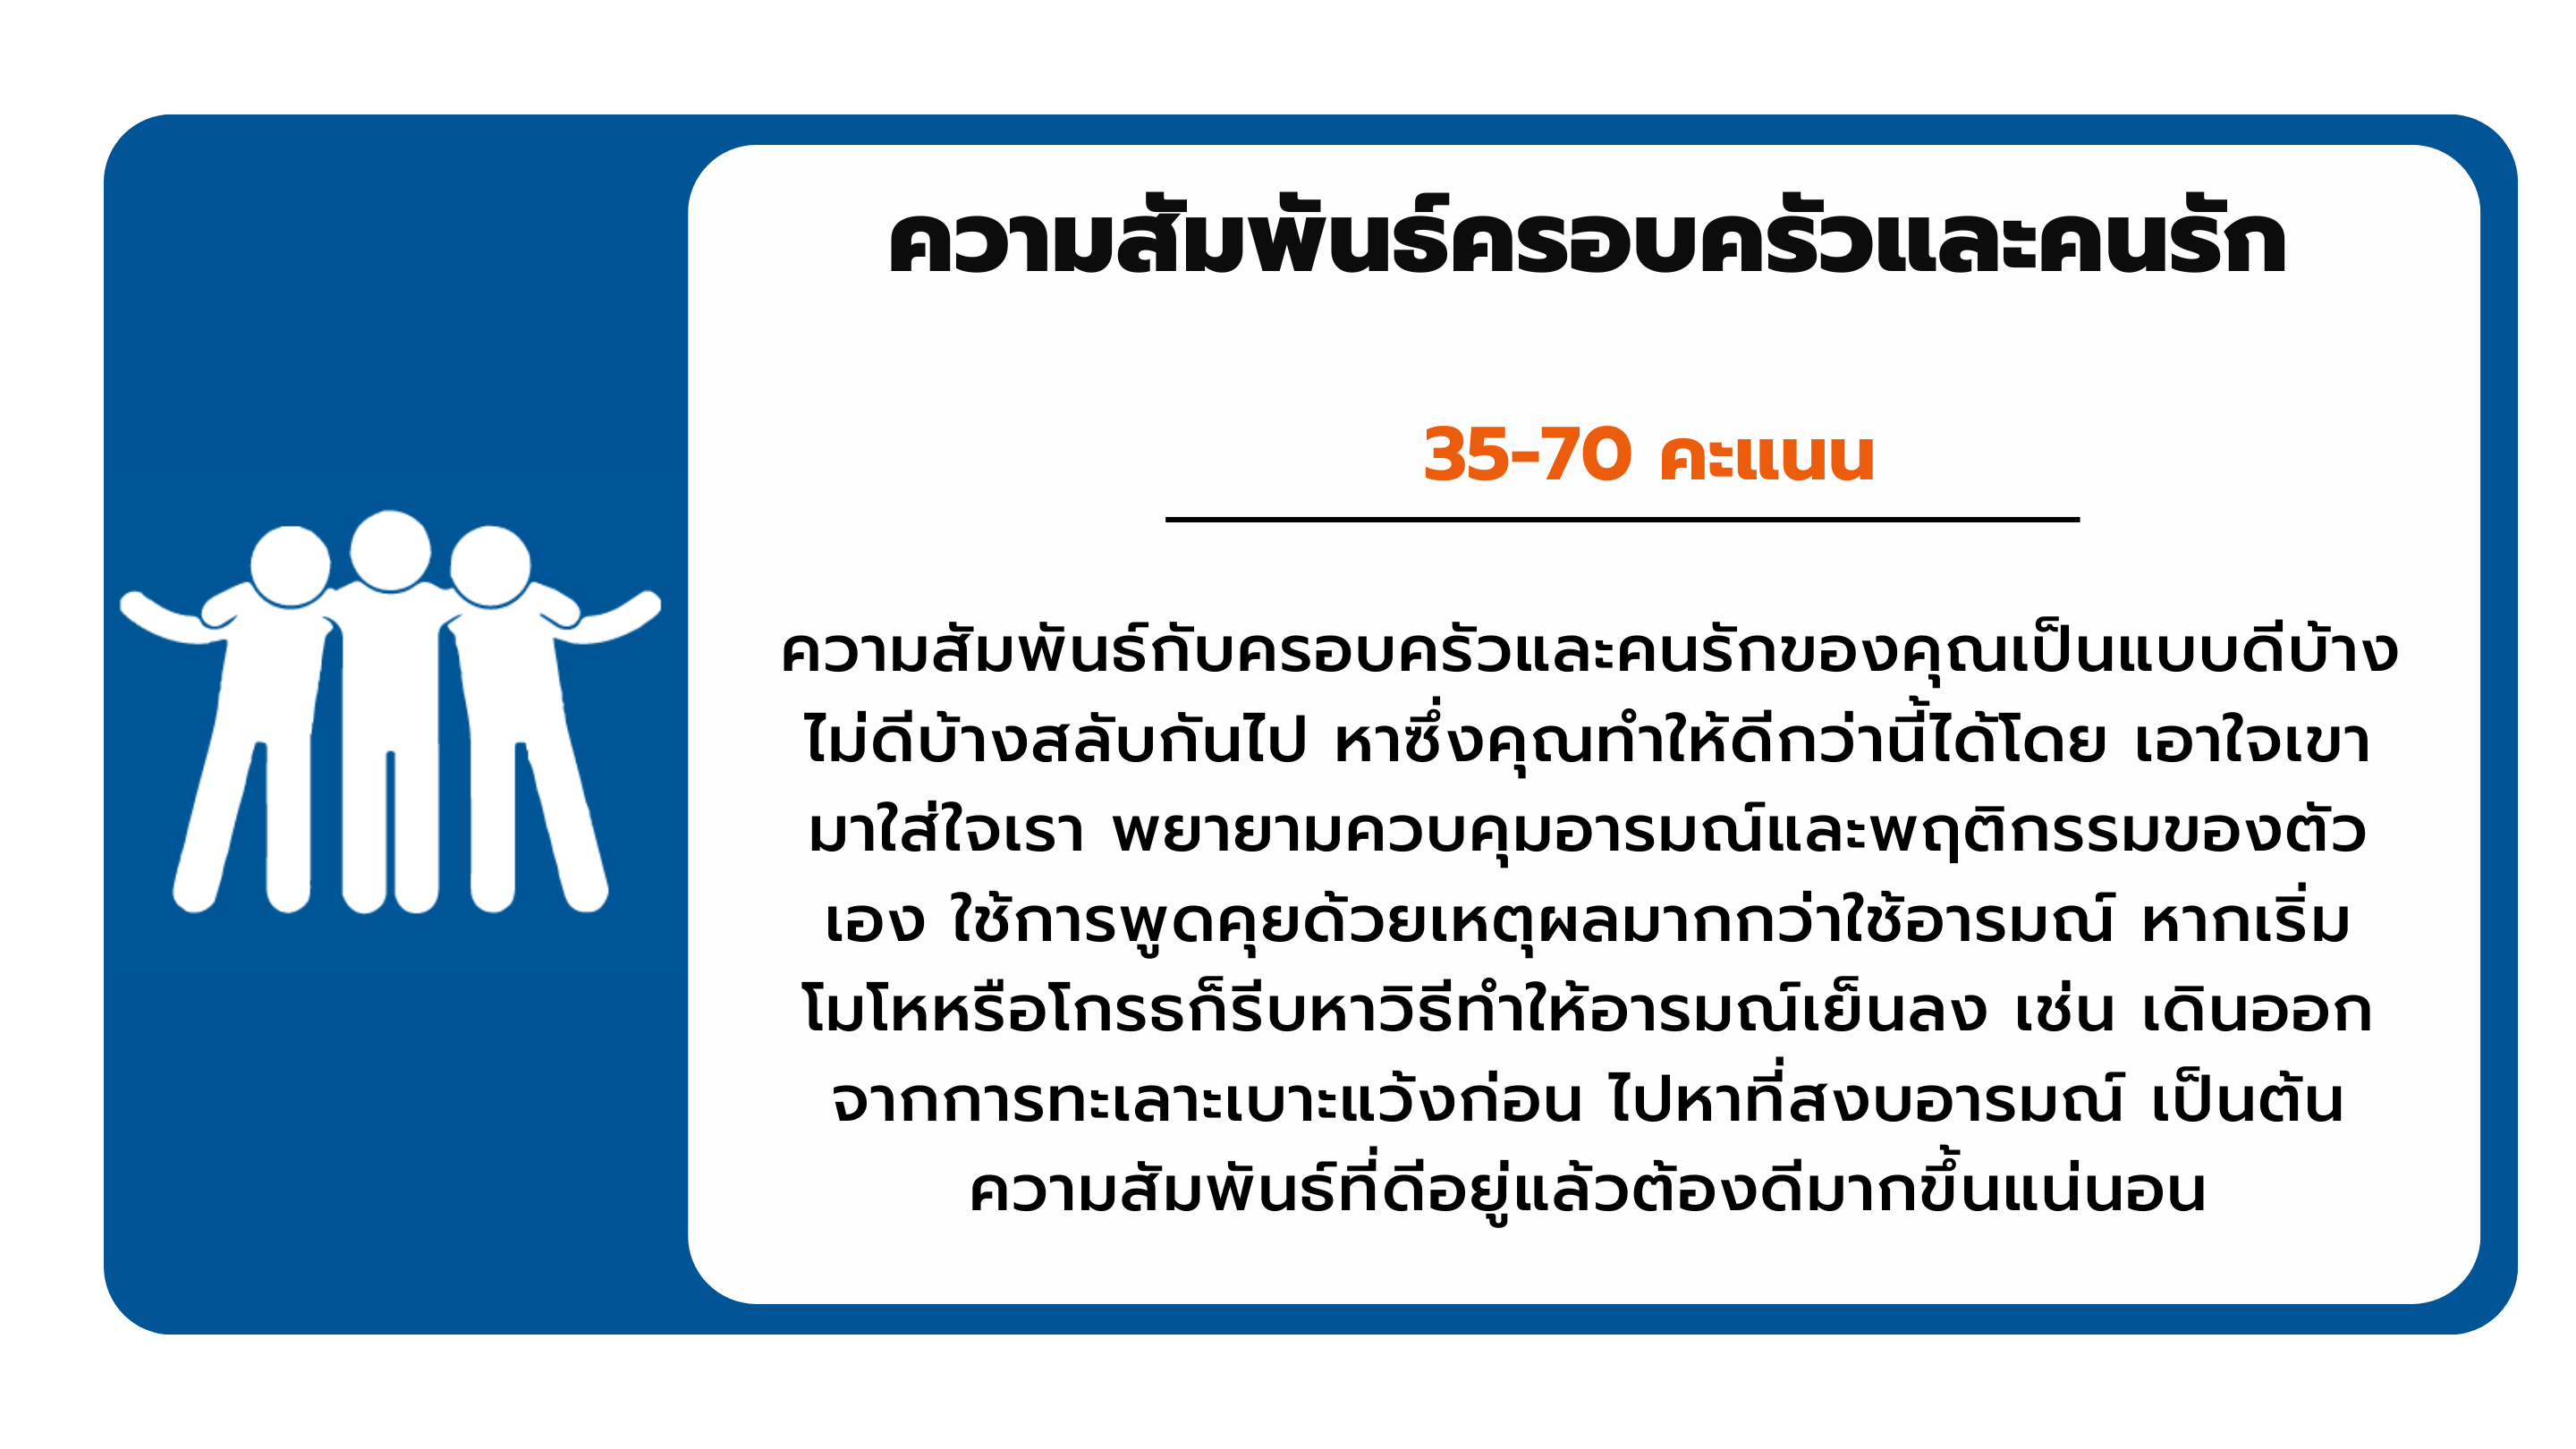 ความสัมพันธ์ครอบครัวและคนรัก
35-70 คะแนน
ความสัมพันธ์กับครอบครัวและคนรักของคุณเป็นแบบดีบ้าง
ไม่ดีบ้างสลับกันไป หาซึ่งคุณทำให้ดีกว่านี้ได้โดย เอาใจเขา
มาใส่ใจเรา พยายามควบคุมอารมณ์และพฤติกรรมของตัว
เอง ใช้การพูดคุยด้วยเหตุผลมากกว่าใช้อารมณ์ หากเริ่ม
โมโหหรือโกรธก็รีบหาวิธีทำให้อารมณ์เย็นลง เช่น เดินออก
จากการทะเลาะเบาะแว้งก่อน ไปหาที่สงบอารมณ์ เป็นต้น
ความสัมพันธ์ที่ดีอยู่แล้วต้องดีมากขึ้นแน่นอน